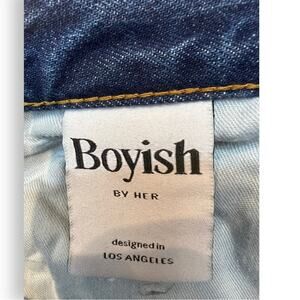 Boyish
BY HER
designed in
LOS ANGELES